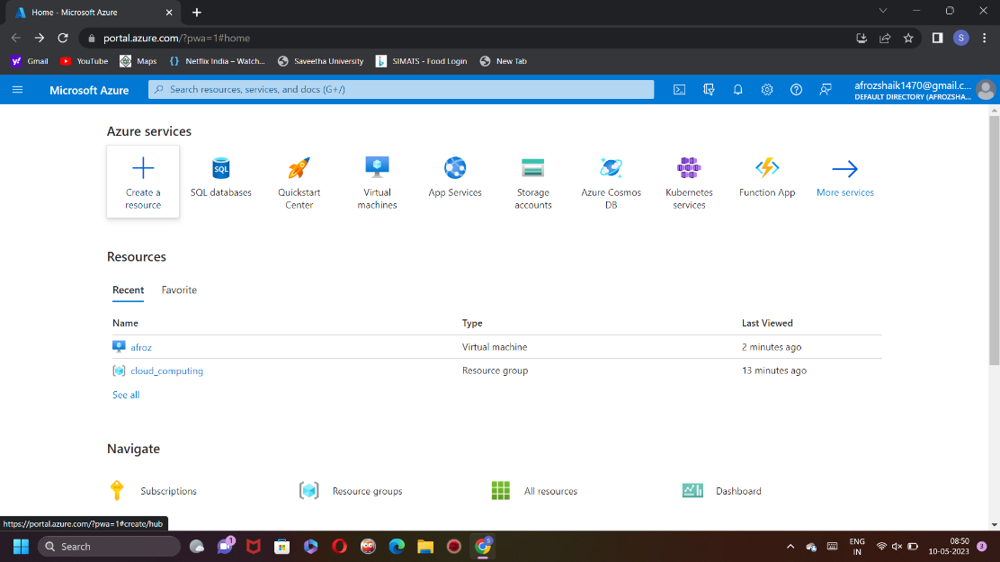 Home - Microsoft Azure
portal.azure.com/?pwa=1#home
S
Gmail
YouTube
Maps
Netflix India – Watch...
Saveetha University
SIMATS - Food Login
New Tab
Microsoft Azure
Search resources, services, and docs (G+/)
afrozshaik1470@gmail.c...
DEFAULT DIRECTORY (AFROZSHA...
Azure services
Create a
resource
SQL
SQL databases
Quickstart
Center
Virtual
machines
App Services
Storage
accounts
Azure Cosmos
DB
Kubernetes
services
Function App
More services
Resources
Recent
Favorite
Name
Type
Last Viewed
afroz
Virtual machine
2 minutes ago
cloud_computing
Resource group
13 minutes ago
See all
Navigate
Subscriptions
Resource groups
All resources
Dashboard
https://portal.azure.com/?pwa=1#create/hub
Search
1
S
ENG
IN
08:50
10-05-2023
3